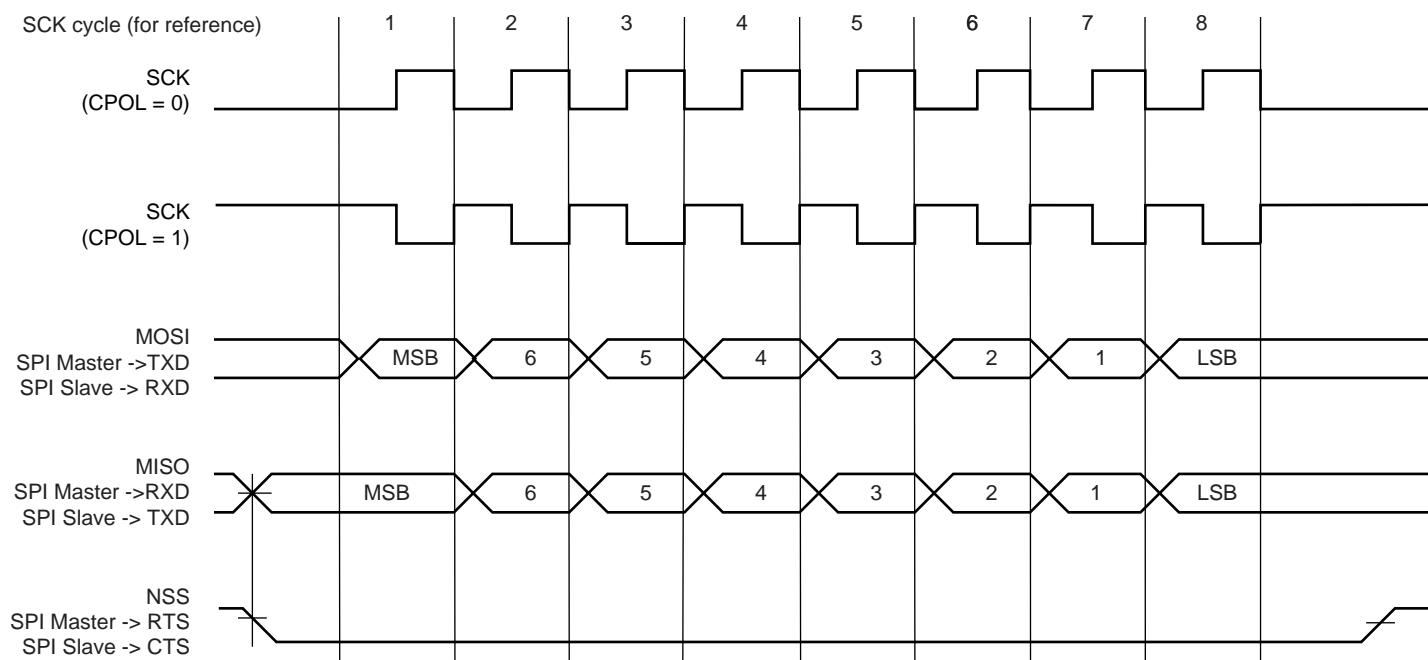 SCK cycle (for reference) 1 2 3 4 5 6 7 8
SCK
(CPOL = 0)
SCK
(CPOL = 1)
MOSI
SPI Master ->TXD
SPI Slave -> RXD
MSB 6 5 4 3 2 1 LSB
MISO
SPI Master ->RXD
SPI Slave -> TXD
MSB 6 5 4 3 2 1 LSB
NSS
SPI Master -> RTS
SPI Slave -> CTS